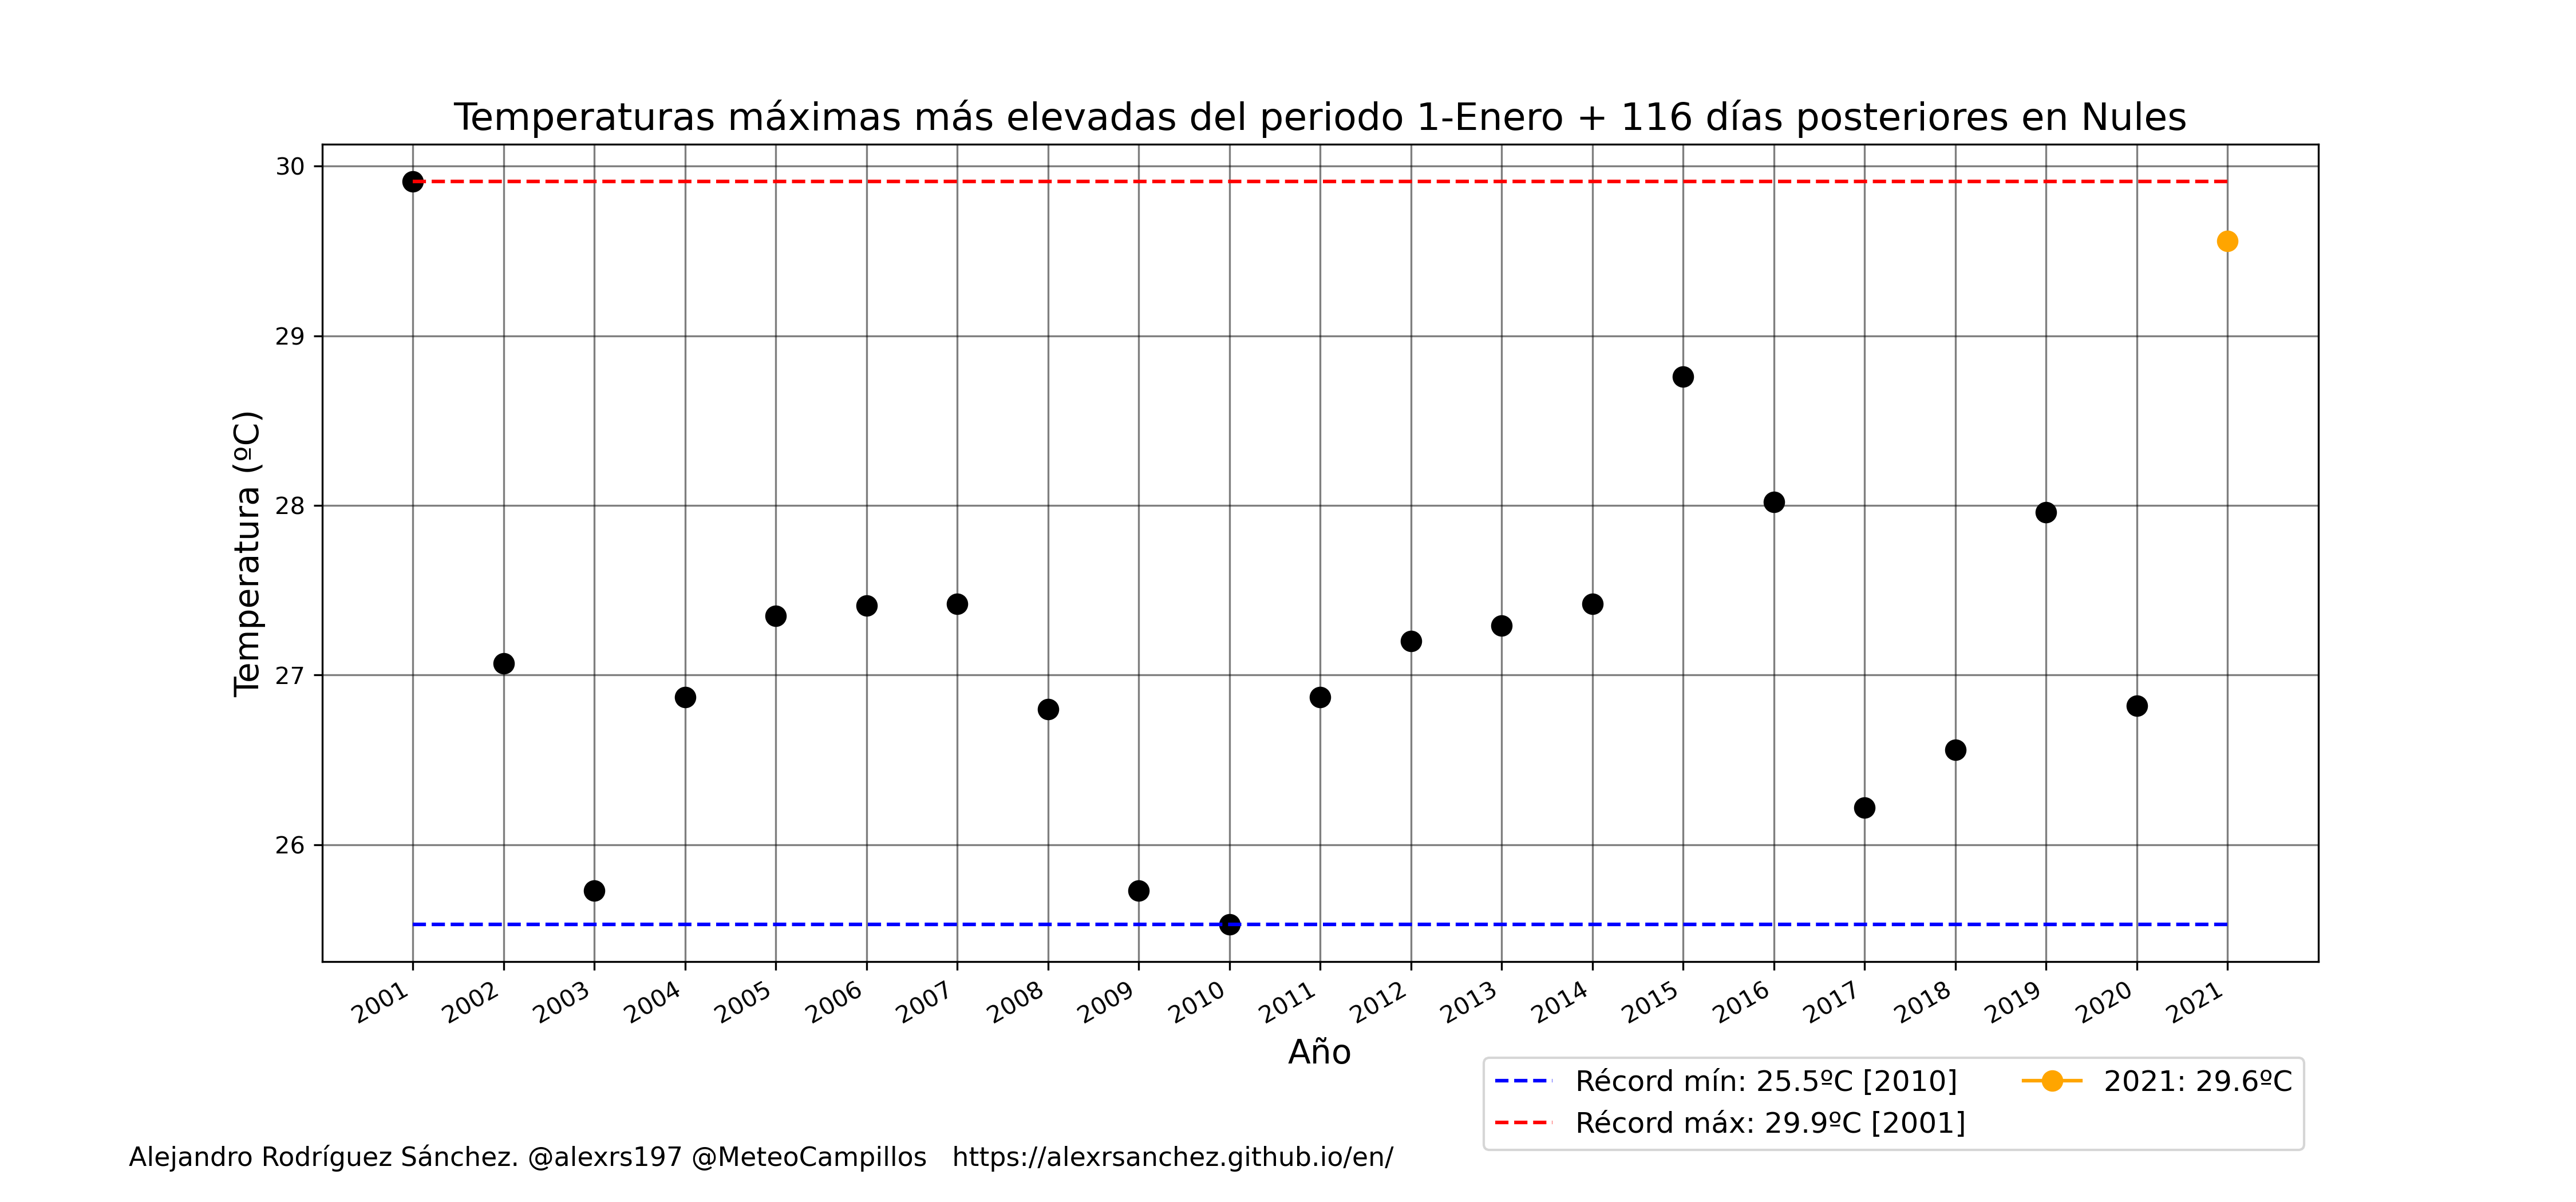 Temperaturas máximas más elevadas del periodo 1-Enero + 116 días posteriores en Nules
Temperatura (ºC)
30
29
28
27
26
2001 2002 2003 2004 2005 2006 2007 2008 2009 2010 2011 2012 2013 2014 2015 2016 2017 2018 2019 2020 2021
Año
Récord mín: 25.5ºC [2010]
Récord máx: 29.9ºC [2001]
2021: 29.6ºC
Alejandro Rodríguez Sánchez. @alexrs197 @MeteoCampillos https://alexrsanchez.github.io/en/